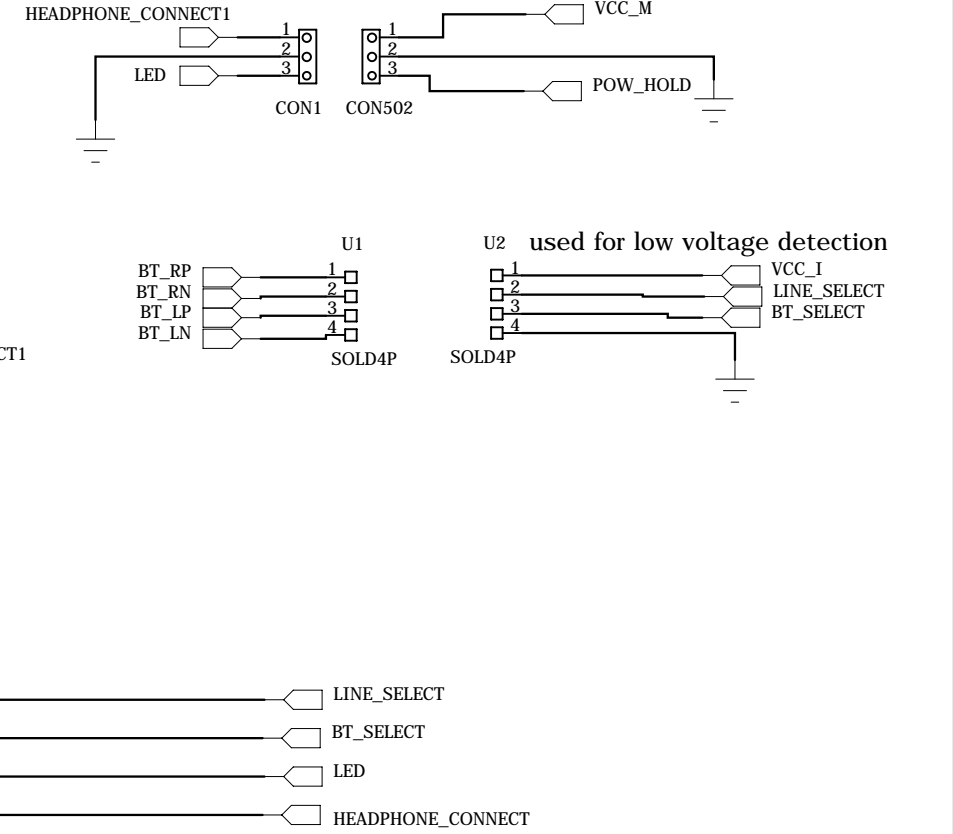 HEADPHONE_CONNECT1
VCC_M
1
1
2
2
LED
3
3
POW_HOLD
CON1
CON502
U1
U2
used for low voltage detection
BT_RP
1
1
VCC_I
BT_RN
2
2
LINE_SELECT
BT_LP
3
3
BT_SELECT
BT_LN
4
4
CT1
SOLD4P
SOLD4P
LINE_SELECT
BT_SELECT
LED
HEADPHONE_CONNECT